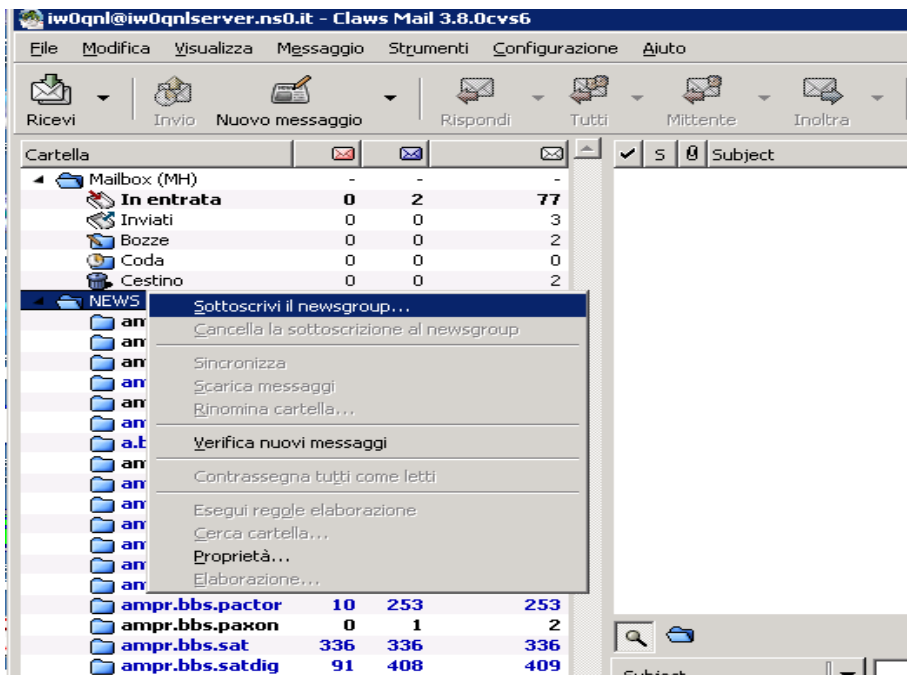 iw0qnl@iw0qnlserver.ns0.it - Claws Mail 3.8.0cvs6
File Modifica Visualizza Messaggio Strumenti Configurazione Aiuto
Ricevi Invio Nuovo messaggio Rispondi Tutti Mittente Inoltra
Cartella S Subject
Mailbox (MH) - - -
In entrata 0 2 77
Inviati 0 0 3
Bozze 0 0 2
Coda 0 0 0
Cestino 0 0 2
NEWS
Sottoscrivi il newsgroup...
Cancella la sottoscrizione al newsgroup
Sincronizza
Scarica messaggi
Rinomina cartella...
Verifica nuovi messaggi
Contrassegna tutti come letti
Esegui regole elaborazione
Cerca cartella...
Proprietà...
Elaborazione...
ampr.bbs.pactor 10 253 253
ampr.bbs.paxon 0 1 2
ampr.bbs.sat 336 336 336
ampr.bbs.satdig 91 408 409
Subject